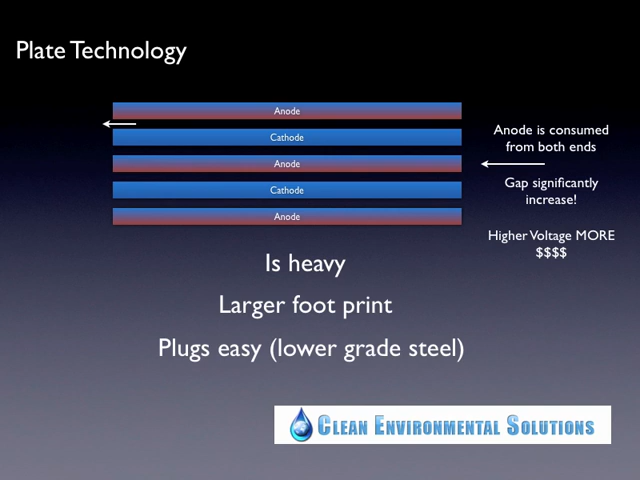 Plate Technology
Anode
Cathode
Anode
Cathode
Anode
Anode is consumed
from both ends
Gap significantly
increase!
Higher Voltage MORE
$$$$
Is heavy
Larger foot print
Plugs easy (lower grade steel)
CLEAN ENVIRONMENTAL SOLUTIONS